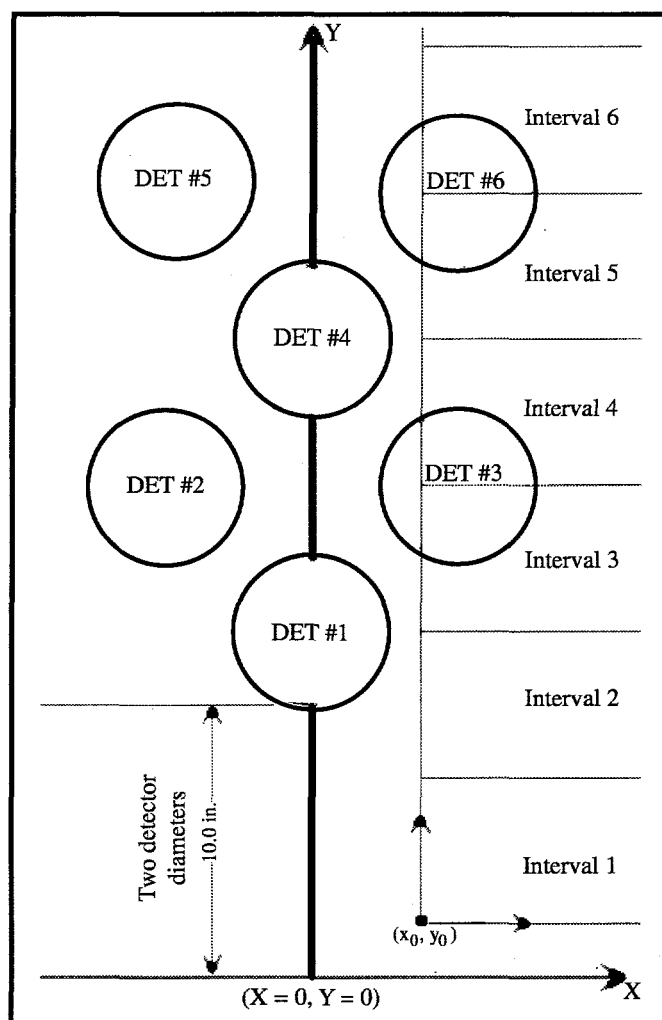 Y
Interval 6
DET #5
DET #6
Interval 5
DET #4
Interval 4
DET #2
DET #3
Interval 3
DET #1
Interval 2
Two detector
diameters
10.0 in.
Interval 1
(x₀, y₀)
X
(X = 0, Y = 0)